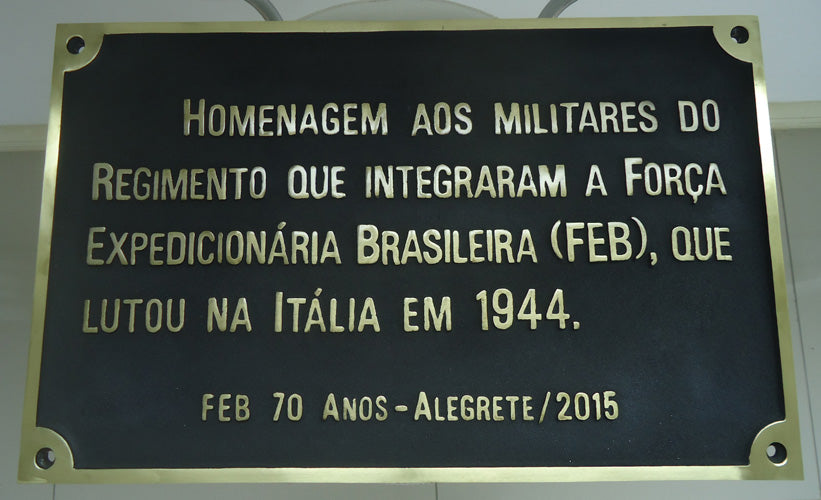 Homenagem aos militares do
Regimento que integraram a Força
Expedicionária Brasileira (FEB), que
lutou na Itália em 1944.
FEB 70 Anos - Alegrete/2015